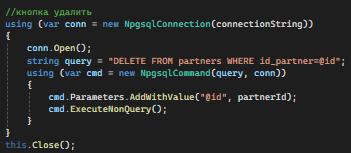 //кнопка удалить
using (var conn = new NpgsqlConnection(connectionString))
{
    conn.Open();
    string query = "DELETE FROM partners WHERE id_partner=@id";
    using (var cmd = new NpgsqlCommand(query, conn))
    {
        cmd.Parameters.AddWithValue("@id", partnerId);
        cmd.ExecuteNonQuery();
    }
}
this.Close();